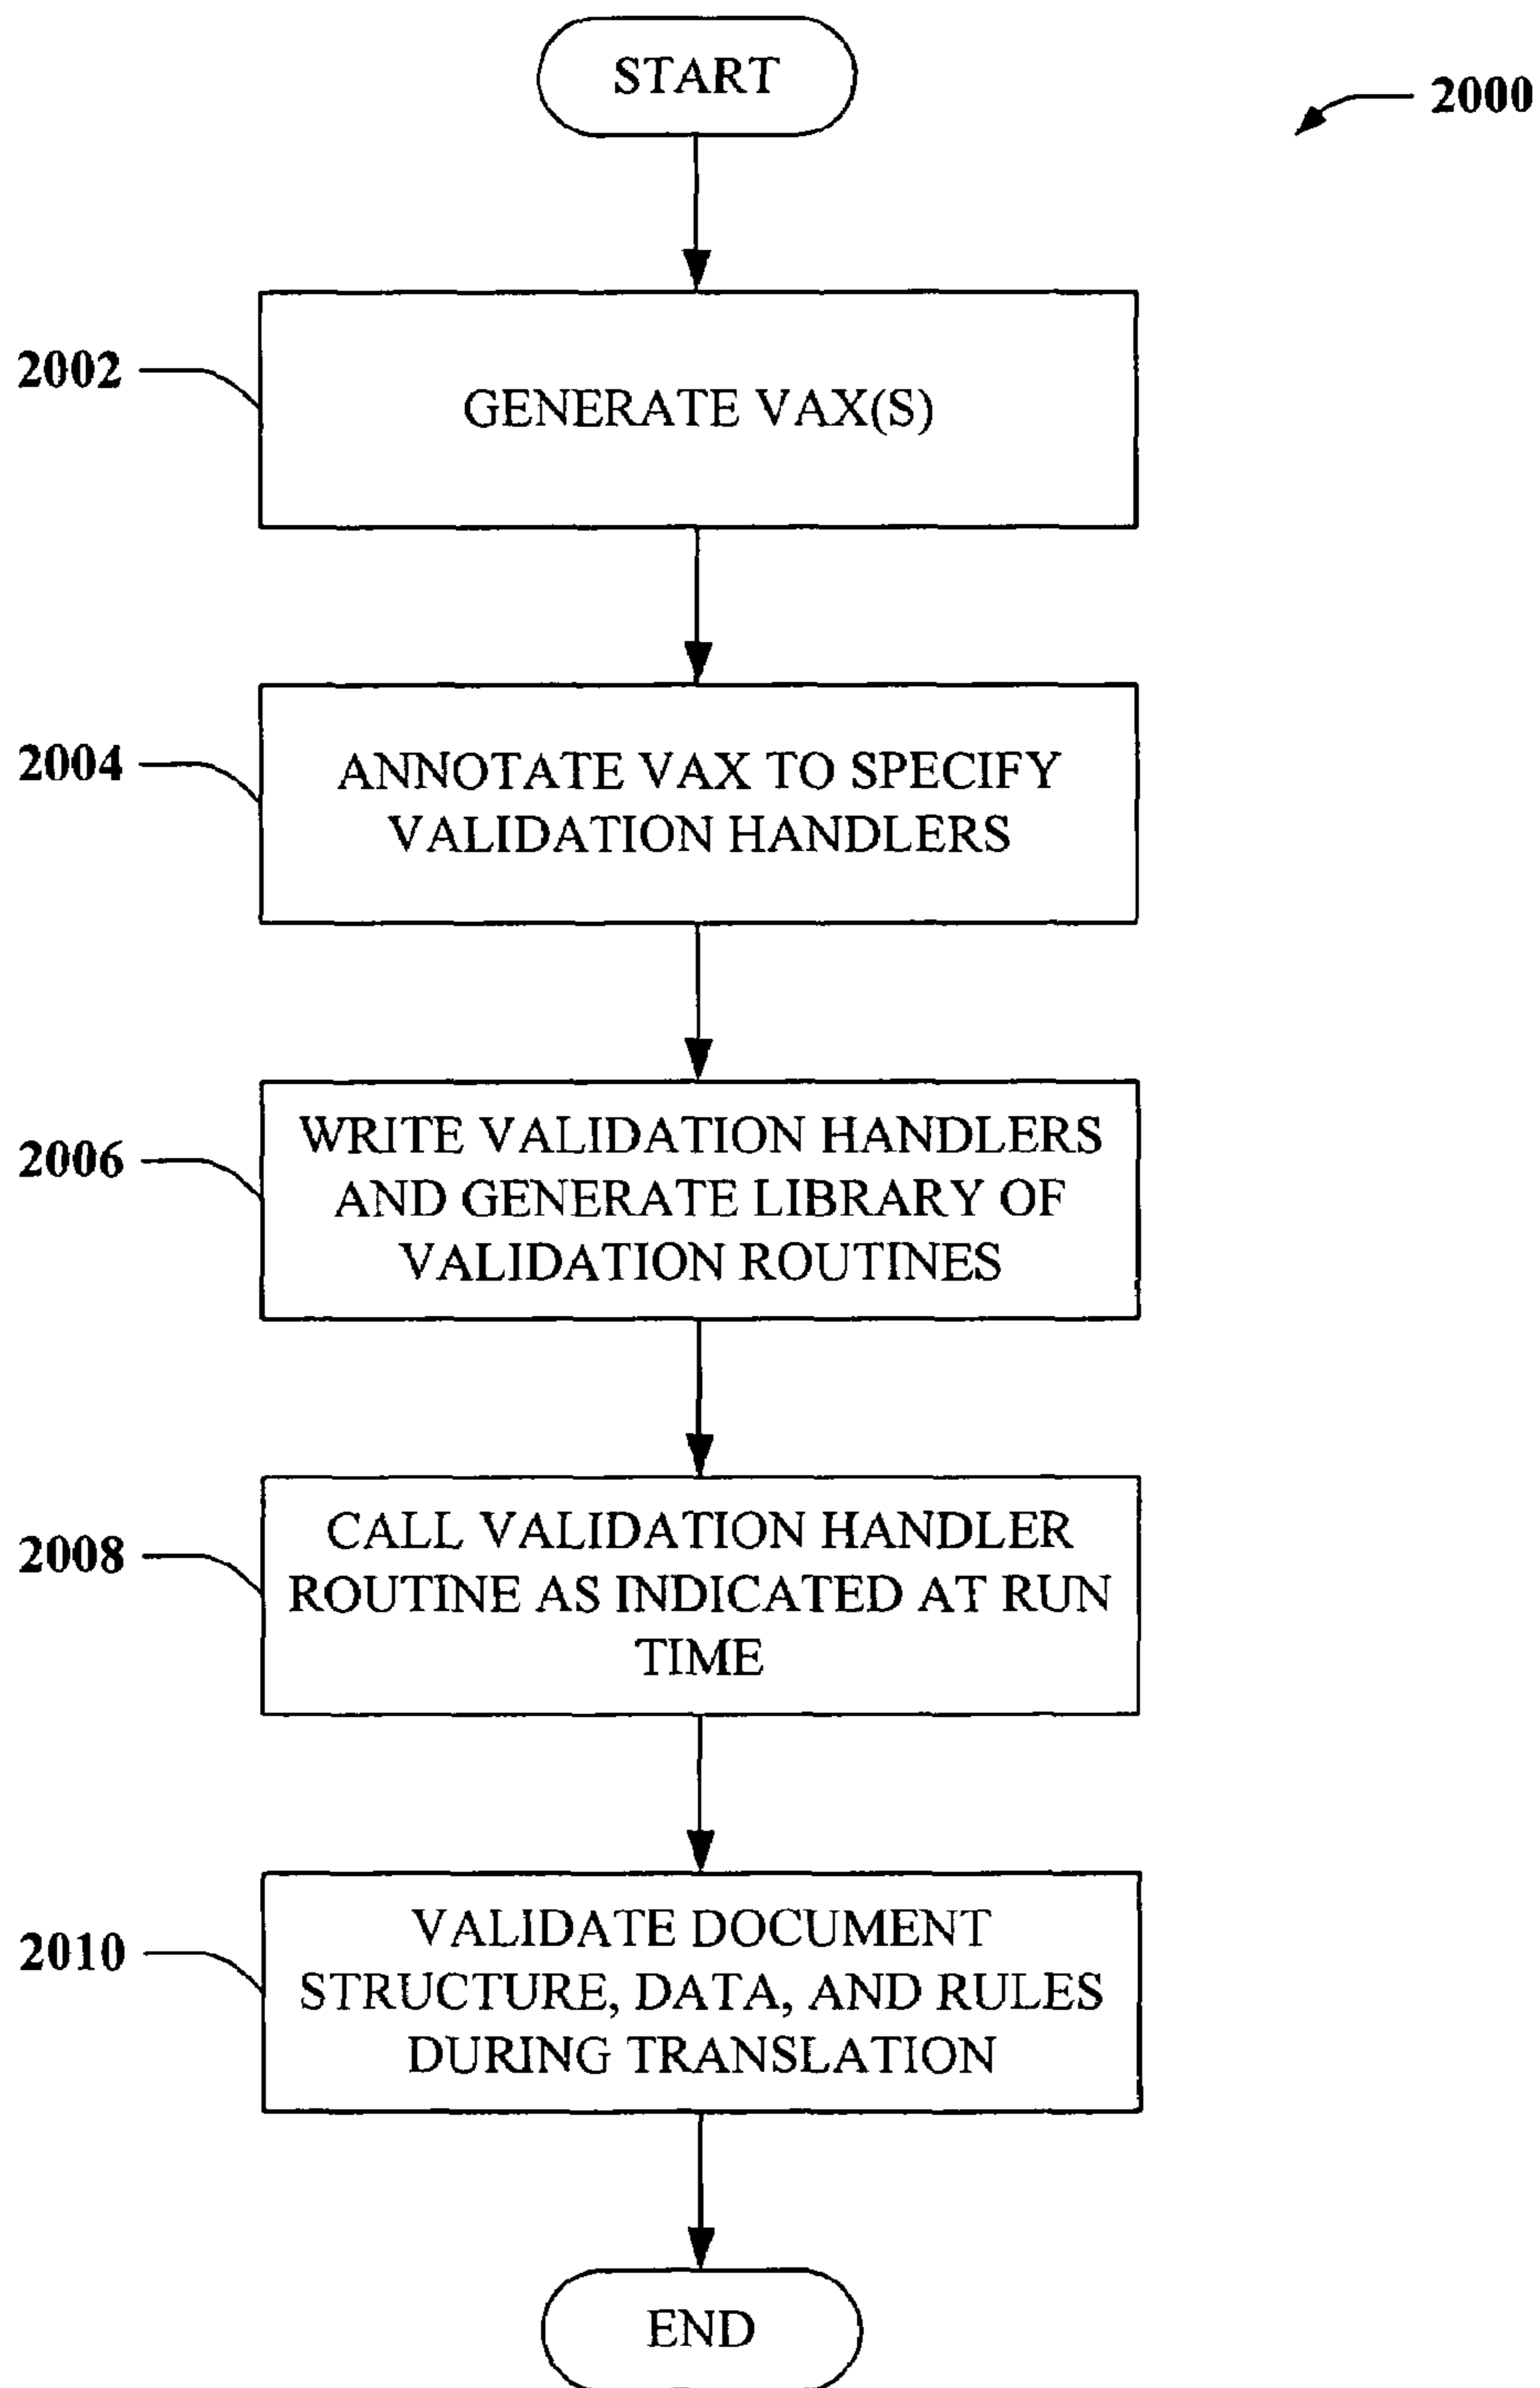 START
2000
2002
GENERATE VAX(S)
2004
ANNOTATE VAX TO SPECIFY
VALIDATION HANDLERS
2006
WRITE VALIDATION HANDLERS
AND GENERATE LIBRARY OF
VALIDATION ROUTINES
2008
CALL VALIDATION HANDLER
ROUTINE AS INDICATED AT RUN
TIME
2010
VALIDATE DOCUMENT
STRUCTURE, DATA, AND RULES
DURING TRANSLATION
END